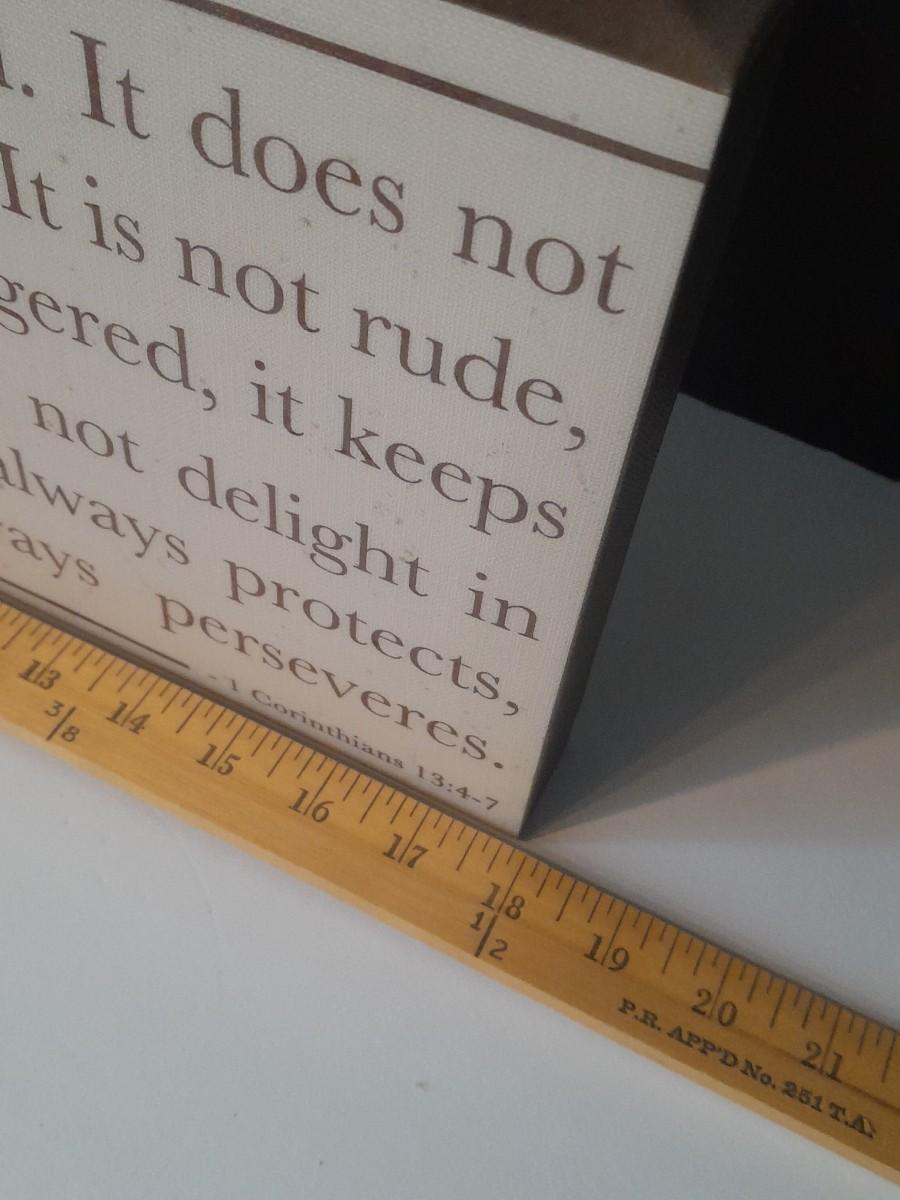 . It does not
It is not rude,
gered, it keeps
not delight in
always protects,
ays perseveres.
- 1 Corinthians 13:4-7
13 14 15 16 17 18 19 20 21
3/8 1/2
P.R. APP'D No. 251 T.A.